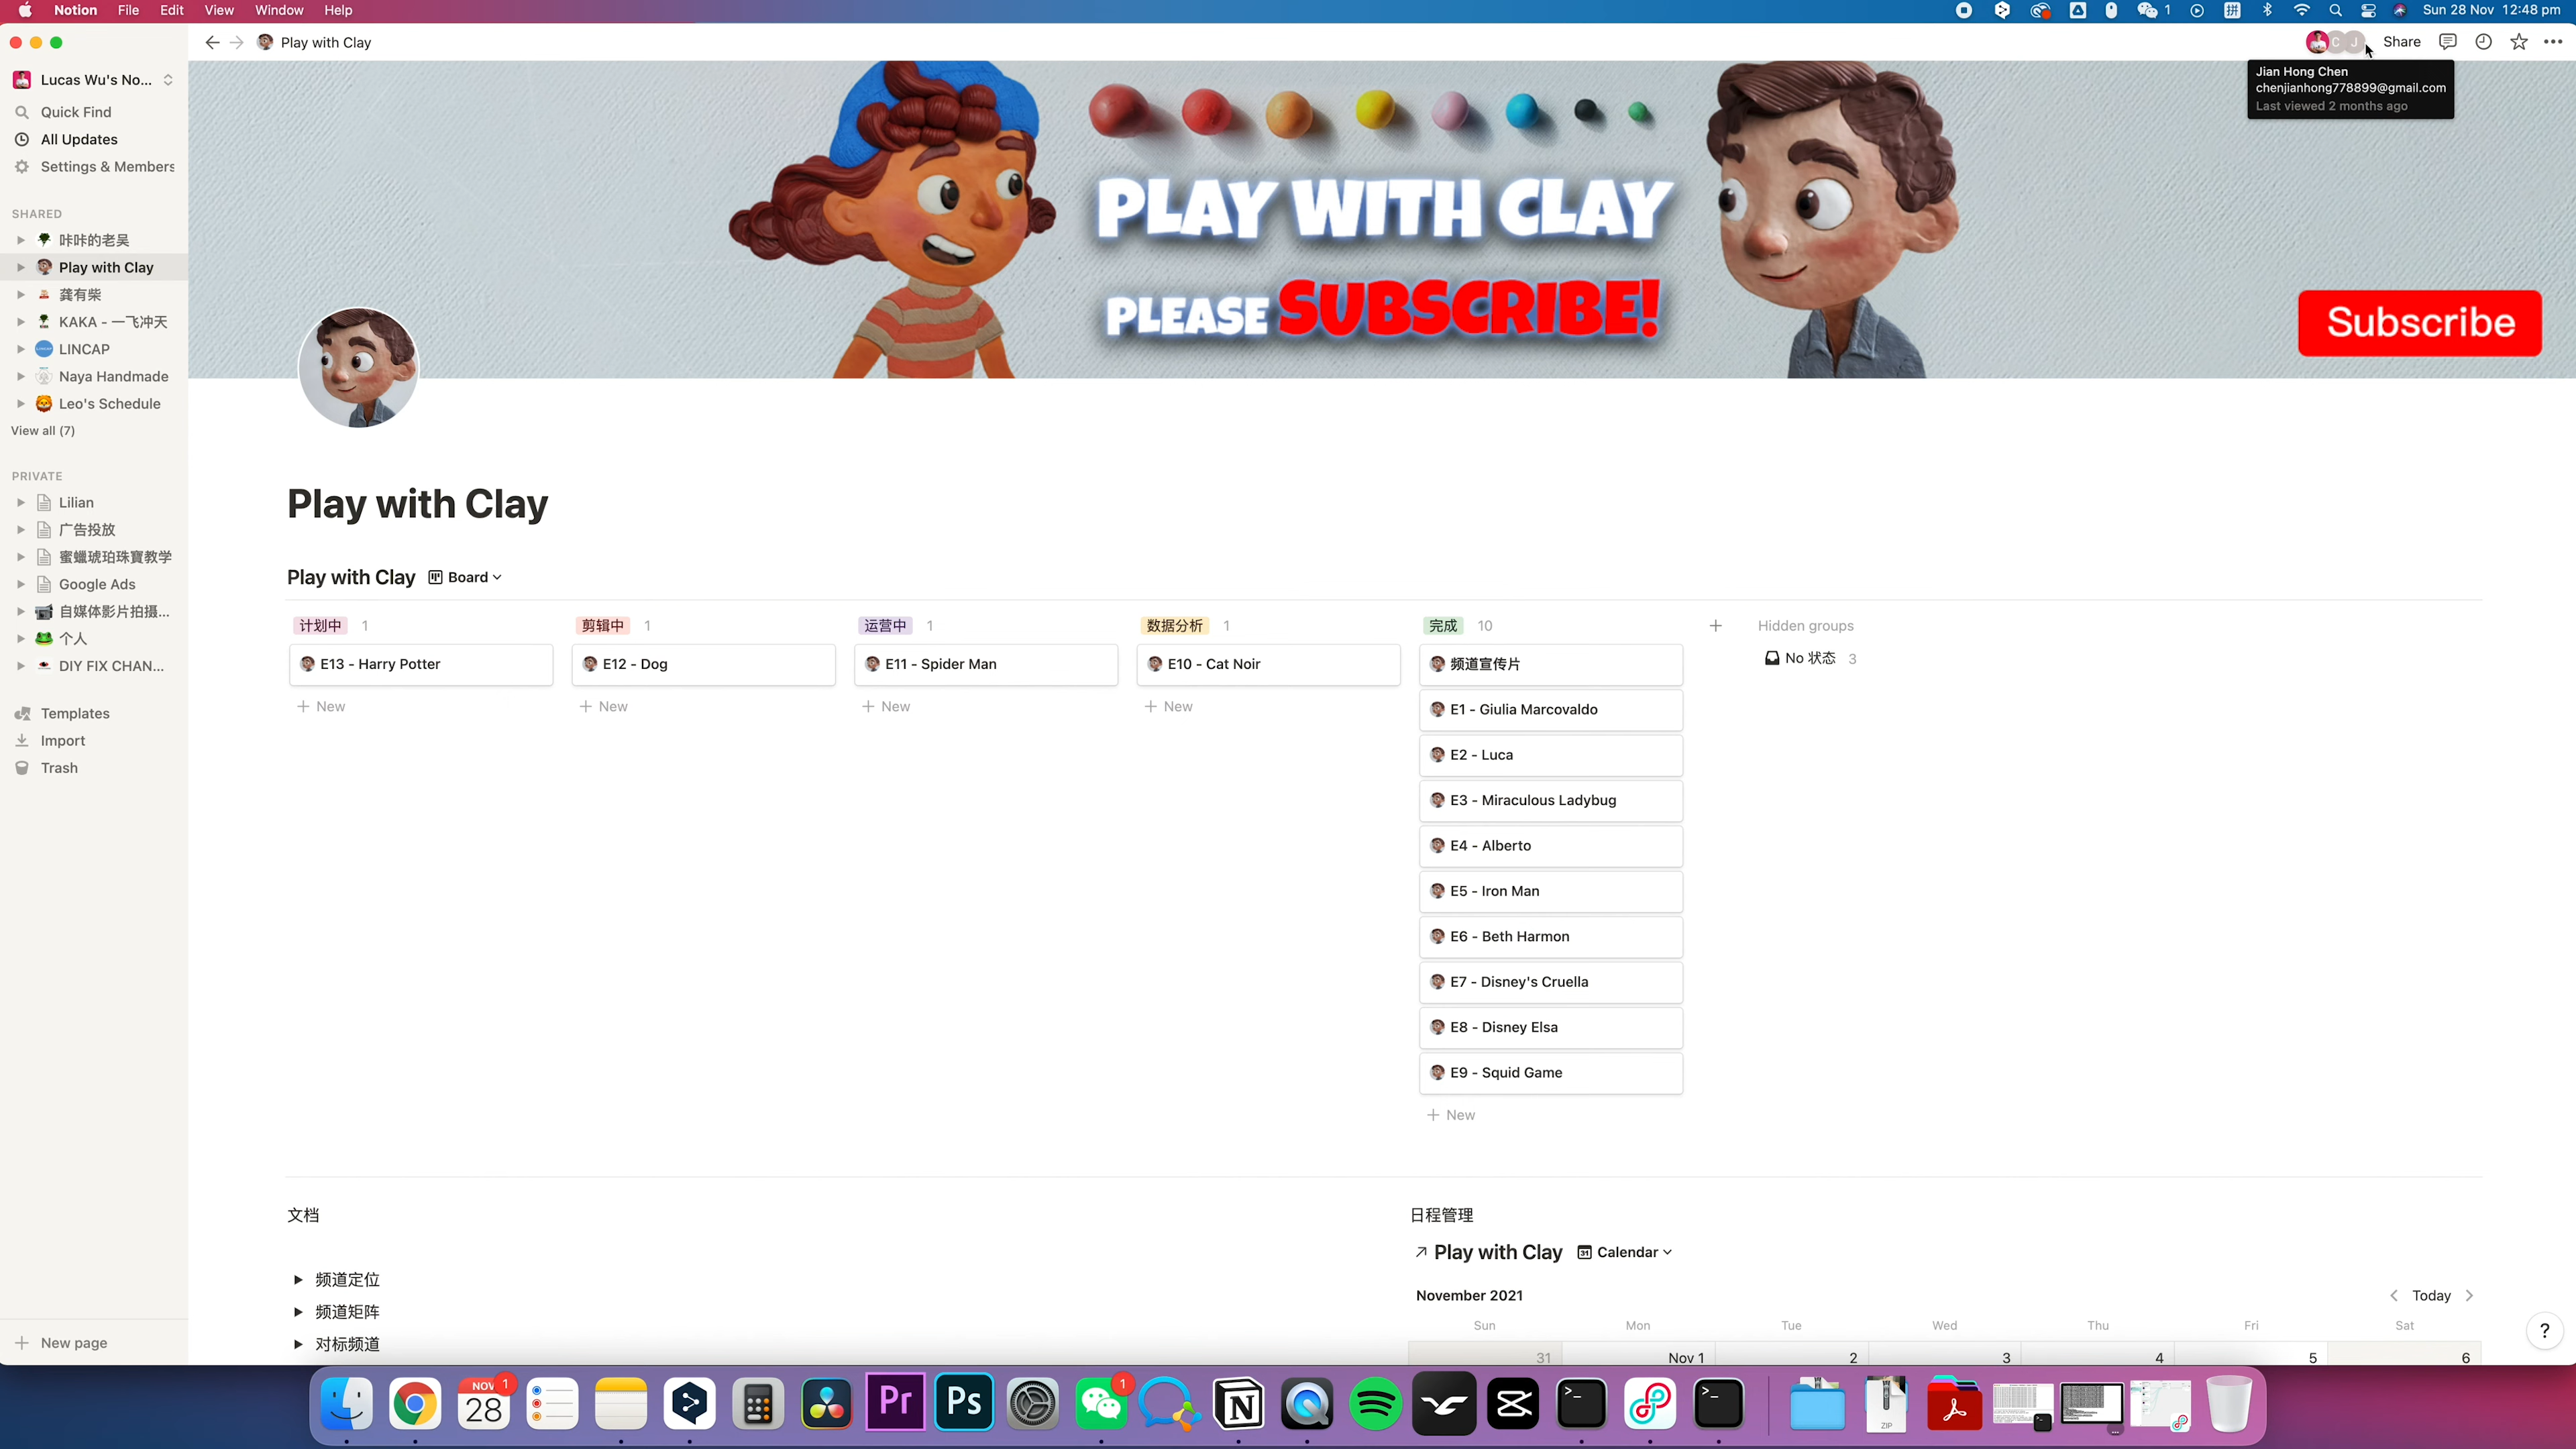 Notion File Edit View Window Help
1
拼
Sun 28 Nov 12:48 pm
Play with Clay
C J
Share
Jian Hong Chen
chenjianhong778899@gmail.com
Last viewed 2 months ago
Lucas Wu's No...
Quick Find
All Updates
Settings & Members
SHARED
咔咔的老吴
Play with Clay
龚有柴
KAKA - 一飞冲天
LINCAP
Naya Handmade
Leo's Schedule
View all (7)
PRIVATE
Lilian
广告投放
蜜蠟琥珀珠寶教学
Google Ads
自媒体影片拍摄...
个人
DIY FIX CHAN...
Templates
Import
Trash
New page
PLAY WITH CLAY
PLEASE SUBSCRIBE!
Subscribe
Play with Clay
Play with Clay Board
计划中 1
E13 - Harry Potter
New
剪辑中 1
E12 - Dog
New
运营中 1
E11 - Spider Man
New
数据分析 1
E10 - Cat Noir
New
完成 10
频道宣传片
E1 - Giulia Marcovaldo
E2 - Luca
E3 - Miraculous Ladybug
E4 - Alberto
E5 - Iron Man
E6 - Beth Harmon
E7 - Disney's Cruella
E8 - Disney Elsa
E9 - Squid Game
New
Hidden groups
No 状态 3
文档
频道定位
频道矩阵
对标频道
日程管理
Play with Clay Calendar
November 2021
Today
Sun Mon Tue Wed Thu Fri Sat
31 Nov 1 2 3 4 5 6
?
NOV 1
28
Pr
Ps
1
ZIP